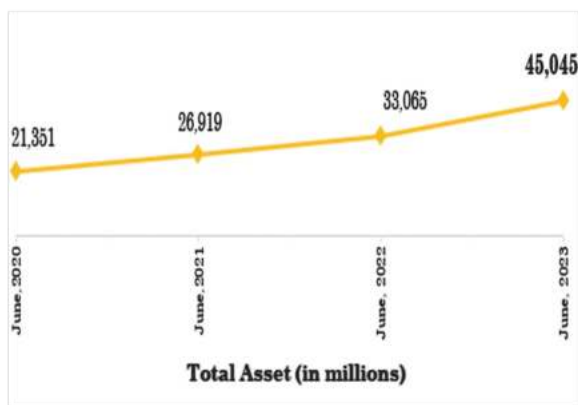 45,045
33,065
26,919
21,351
June, 2020
June, 2021
June, 2022
June, 2023
Total Asset (in millions)